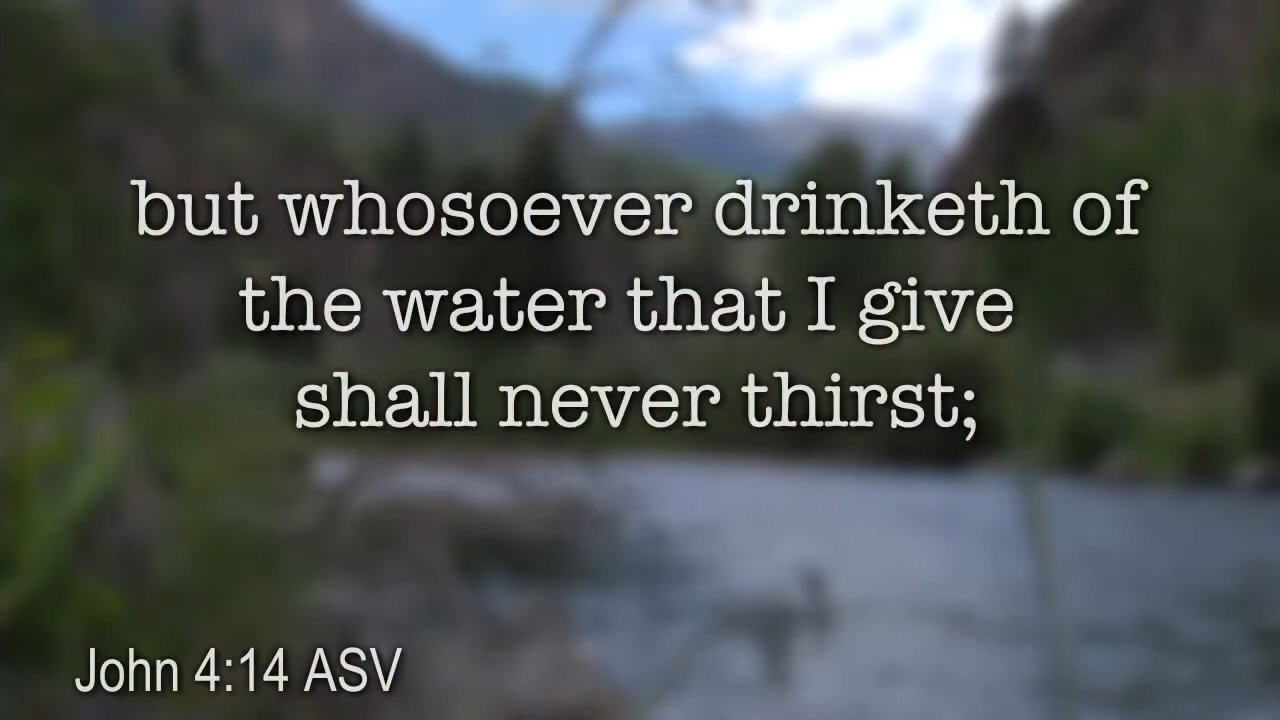 but whosoever drinketh of
the water that I give
shall never thirst;
John 4:14 ASV